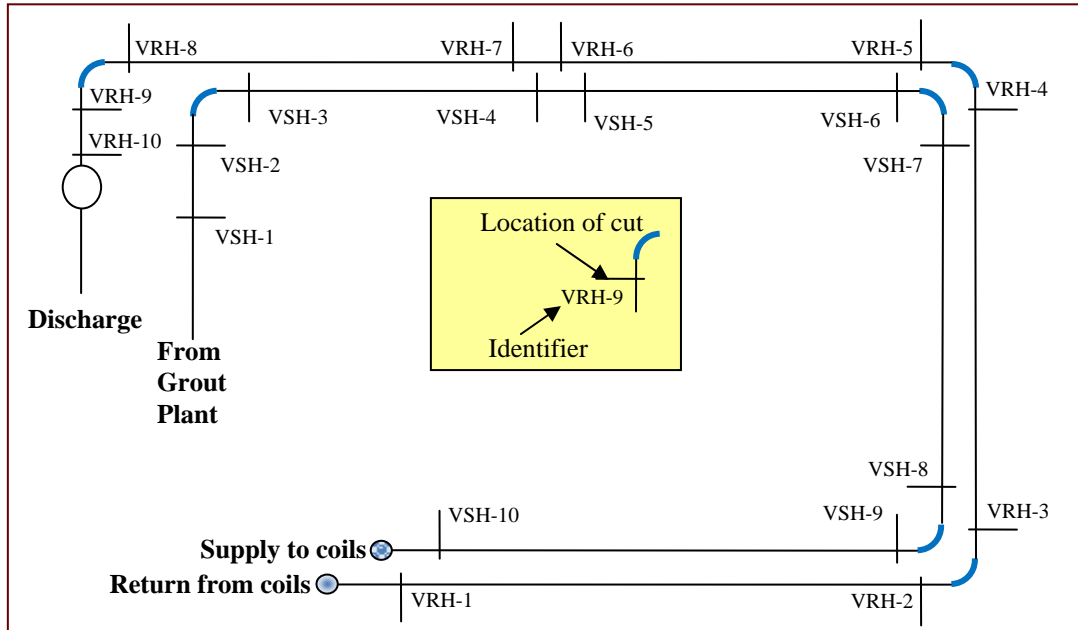 VRH-8
VRH-7
VRH-6
VRH-5
VRH-9
VRH-4
VSH-3
VSH-4
VSH-5
VSH-6
VRH-10
VSH-2
VSH-7
VSH-1
Location of cut
VRH-9
Identifier
Discharge
From
Grout
Plant
VSH-8
VSH-10
VSH-9
VRH-3
Supply to coils
Return from coils
VRH-1
VRH-2